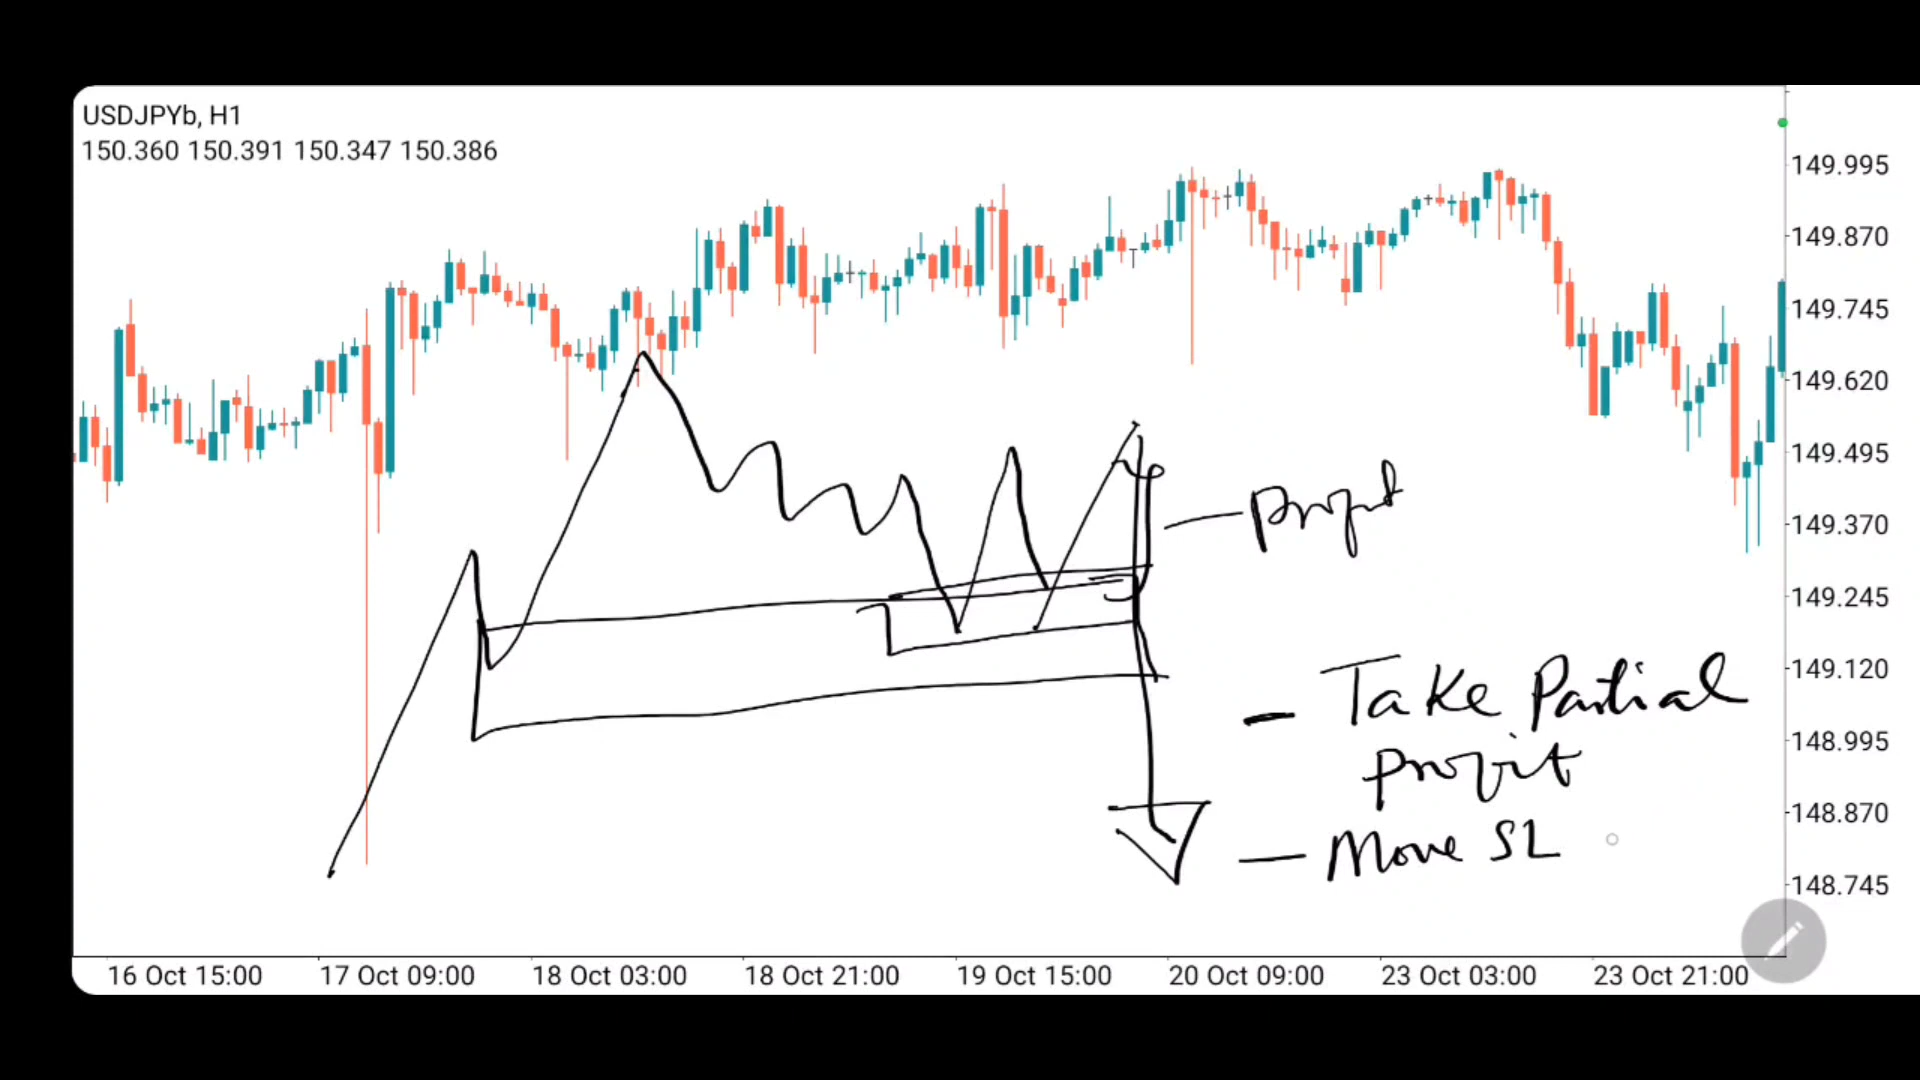 USDJPYb, H1
150.360 150.391 150.347 150.386
149.995
149.870
149.745
149.620
149.495
149.370
149.245
149.120
148.995
148.870
148.745
Profit
- Take Partial
profit
- Move SL
16 Oct 15:00 17 Oct 09:00 18 Oct 03:00 18 Oct 21:00 19 Oct 15:00 20 Oct 09:00 23 Oct 03:00 23 Oct 21:00